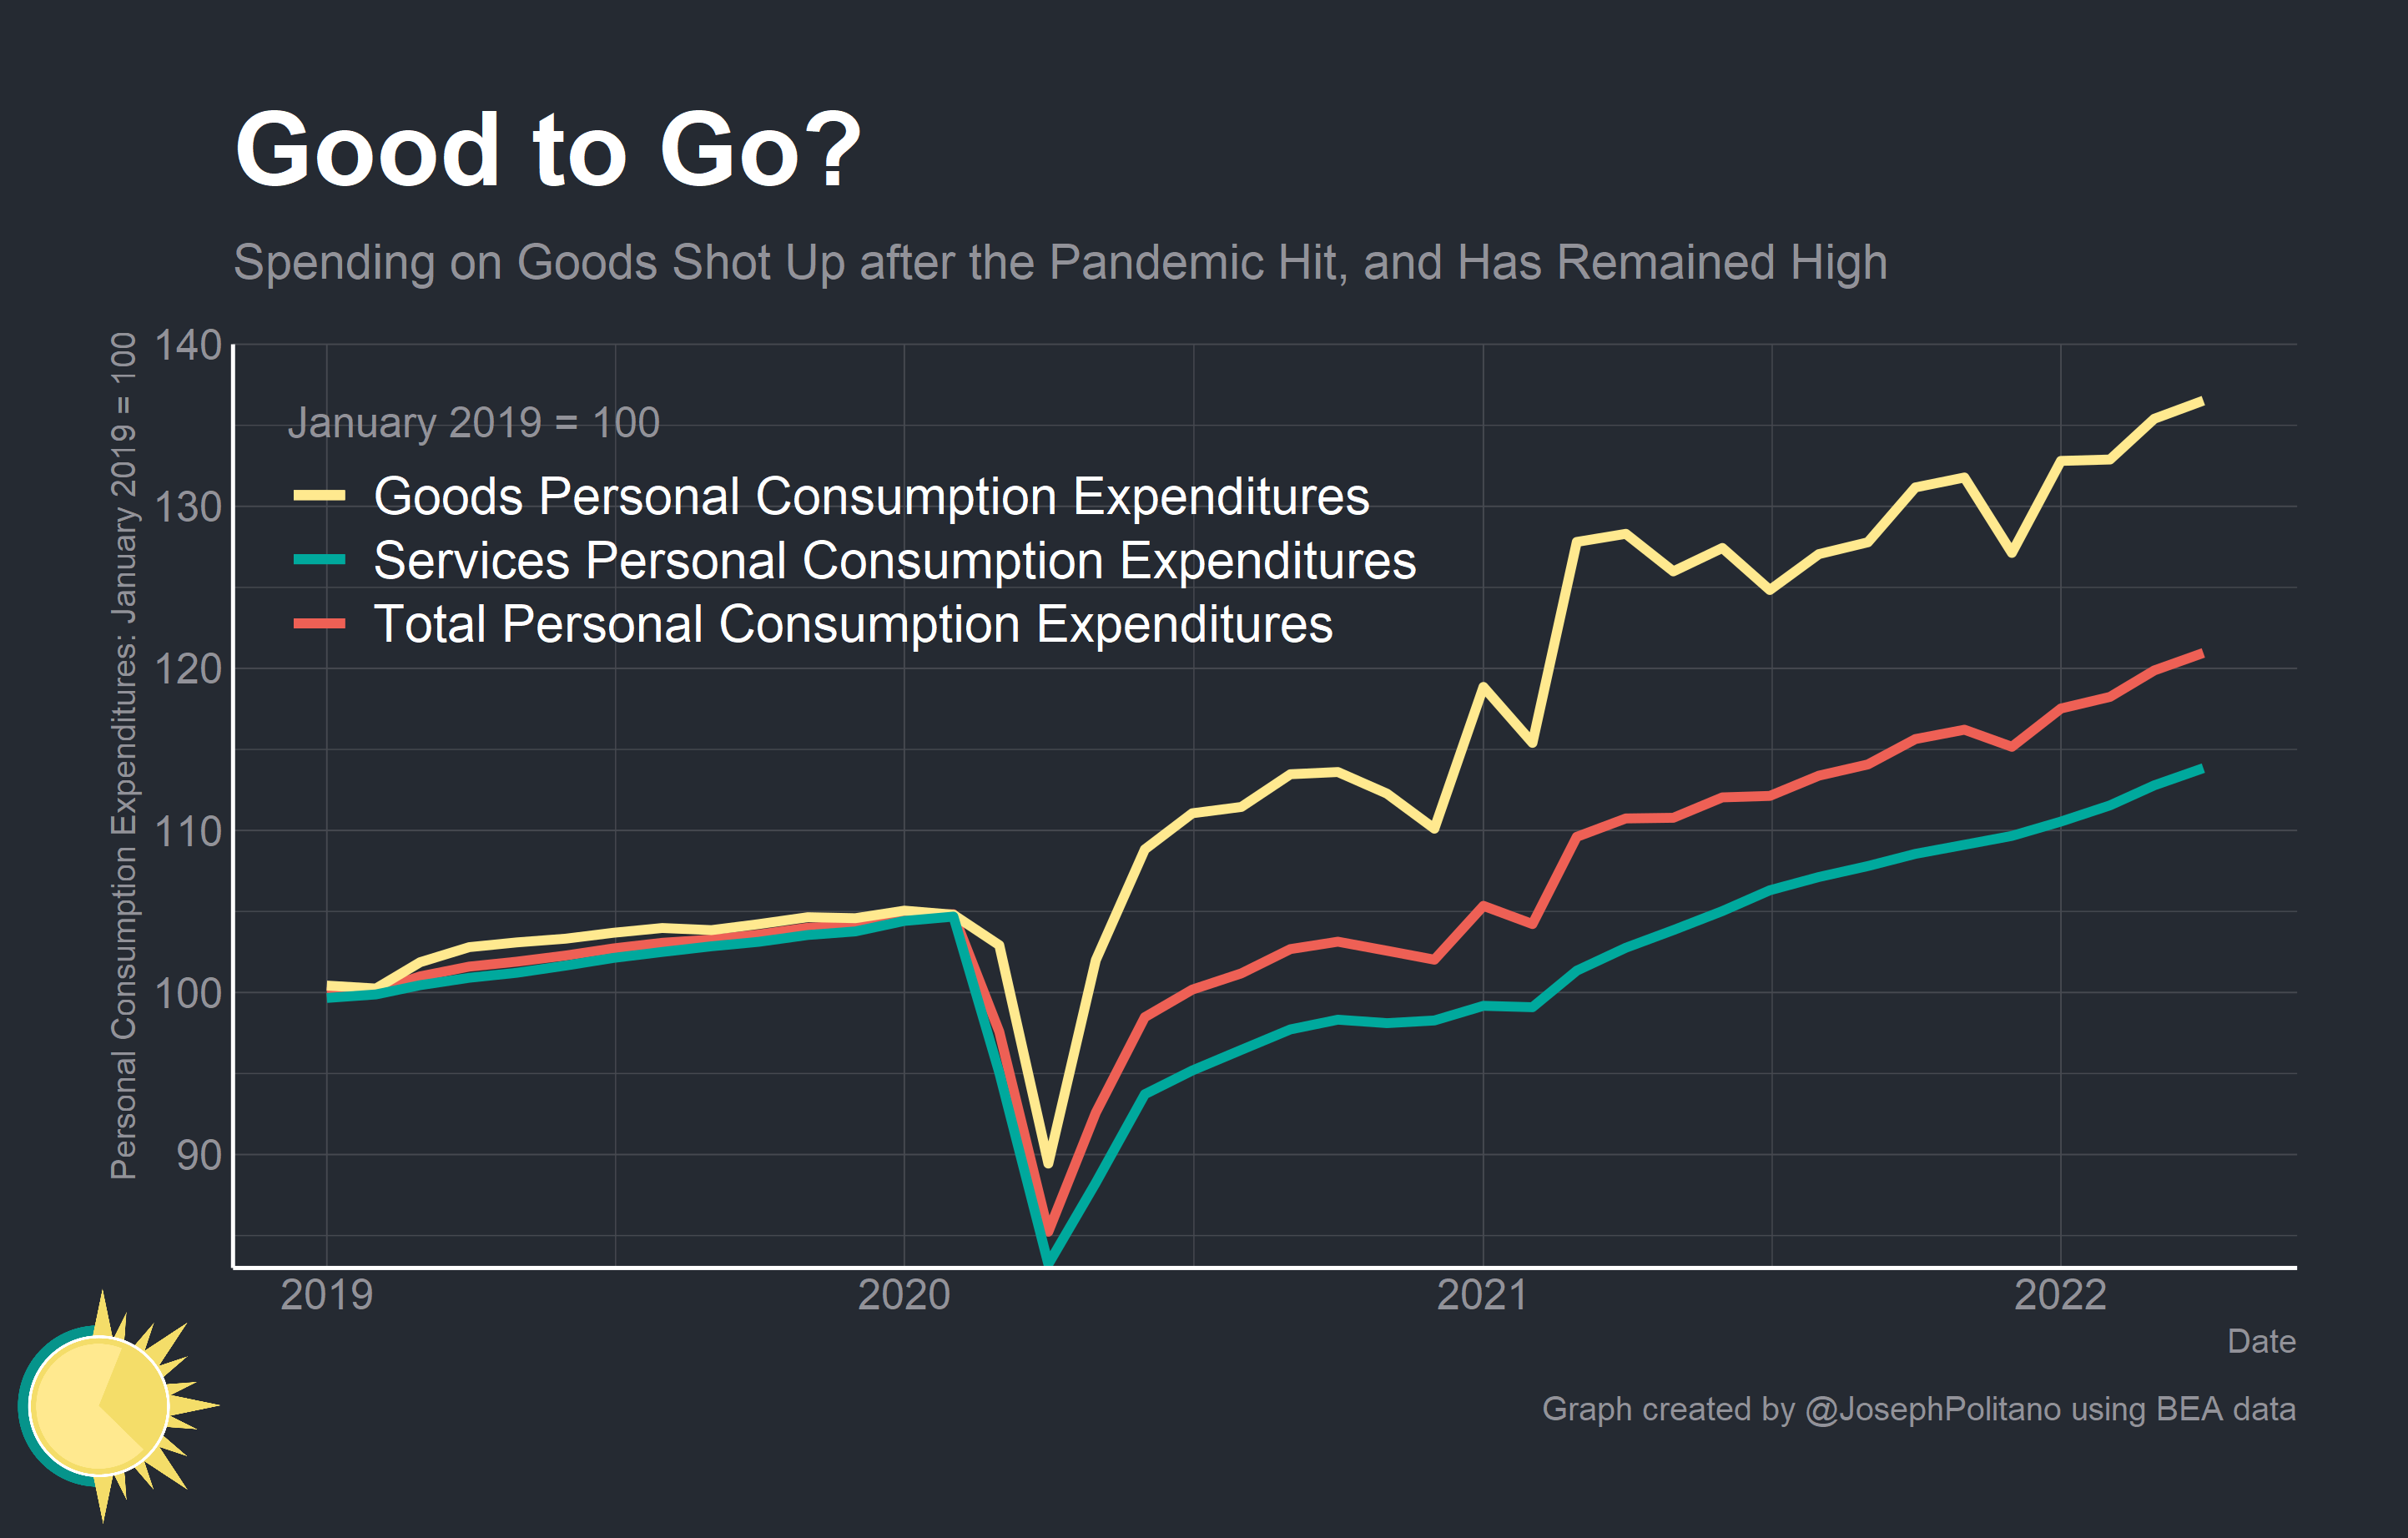 Good to Go?
Spending on Goods Shot Up after the Pandemic Hit, and Has Remained High
Personal Consumption Expenditures: January 2019 = 100
140
130
120
110
100
90
January 2019 = 100
Goods Personal Consumption Expenditures
Services Personal Consumption Expenditures
Total Personal Consumption Expenditures
2019 2020 2021 2022
Date
Graph created by @JosephPolitano using BEA data